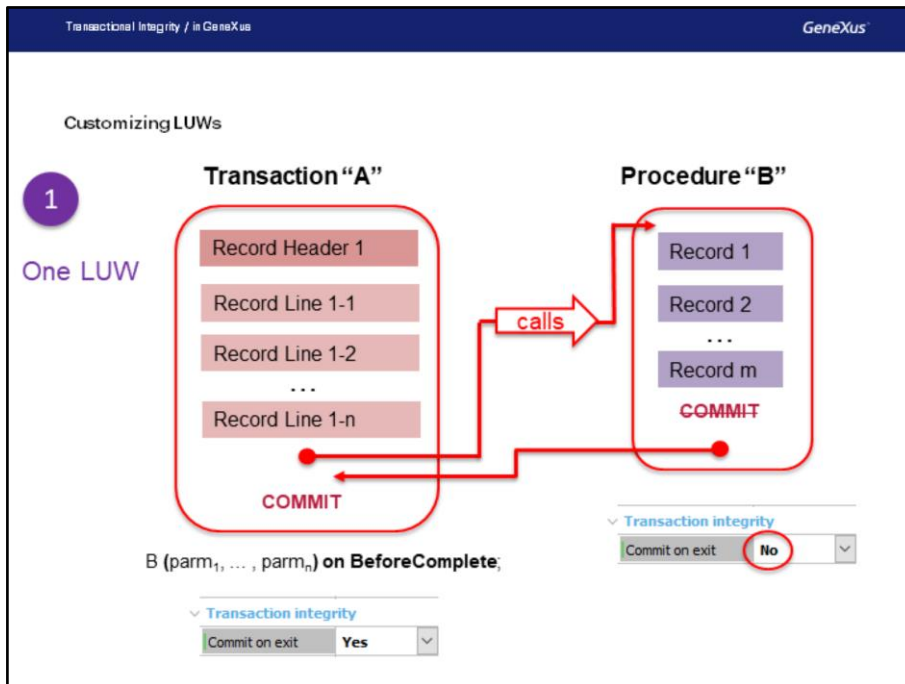 Transactional Integrity / in GeneXus
GeneXus
Customizing LUWs
1
One LUW
Transaction “A”
Record Header 1
Record Line 1-1
Record Line 1-2
...
Record Line 1-n
COMMIT
calls
Procedure “B”
Record 1
Record 2
...
Record m
COMMIT
B (parm1, ... , parmn) on BeforeComplete;
Transaction integrity
Commit on exit Yes
Transaction integrity
Commit on exit No